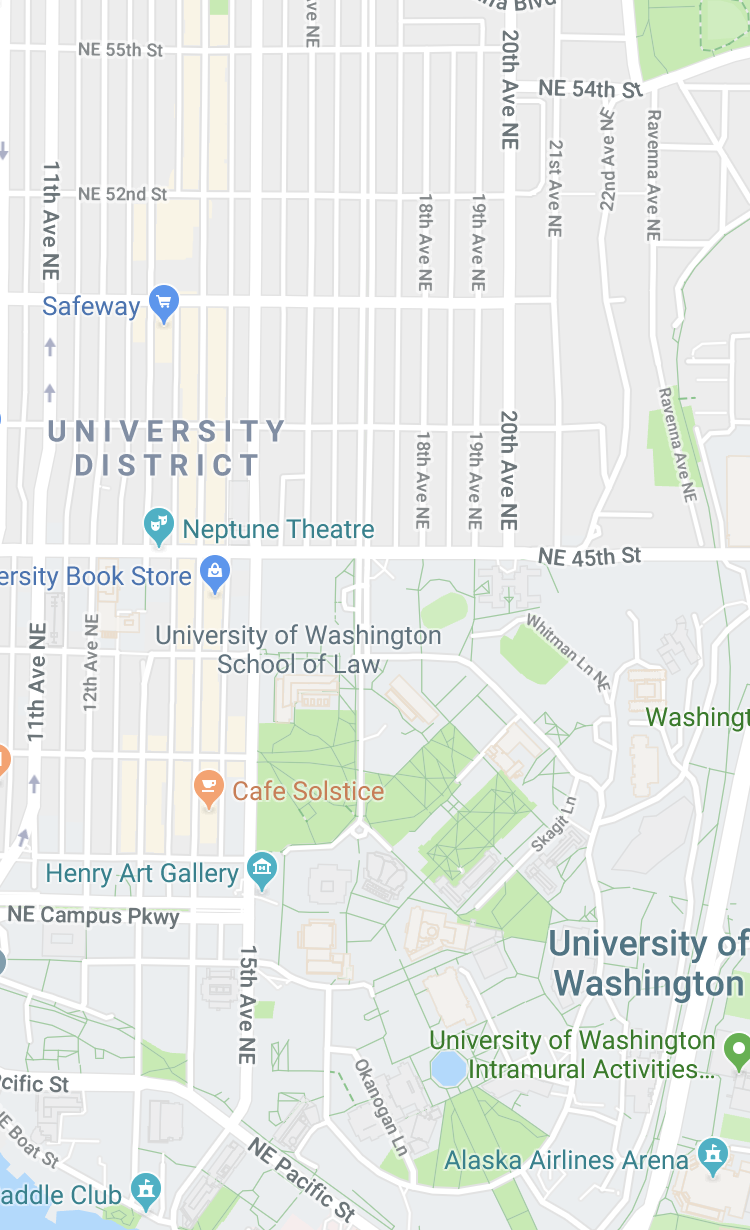 na Blvd
ve NE
20th Ave NE
NE 55th St
NE 54th St
22nd Ave NE
Ravenna Ave NE
21st Ave NE
11th Ave NE
NE 52nd St
18th Ave NE
19th Ave NE
Safeway
Ravenna Ave NE
UNIVERSITY
DISTRICT
18th Ave NE
19th Ave NE
20th Ave NE
Neptune Theatre
NE 45th St
ersity Book Store
11th Ave NE
12th Ave NE
University of Washington
School of Law
Whitman Ln NE
Washingt
Cafe Solstice
Skagit Ln
Henry Art Gallery
NE Campus Pkwy
University of
Washington
15th Ave NE
University of Washington
Intramural Activities...
cific St
Okanogan Ln
NE Boat St
NE Pacific St
Alaska Airlines Arena
addle Club